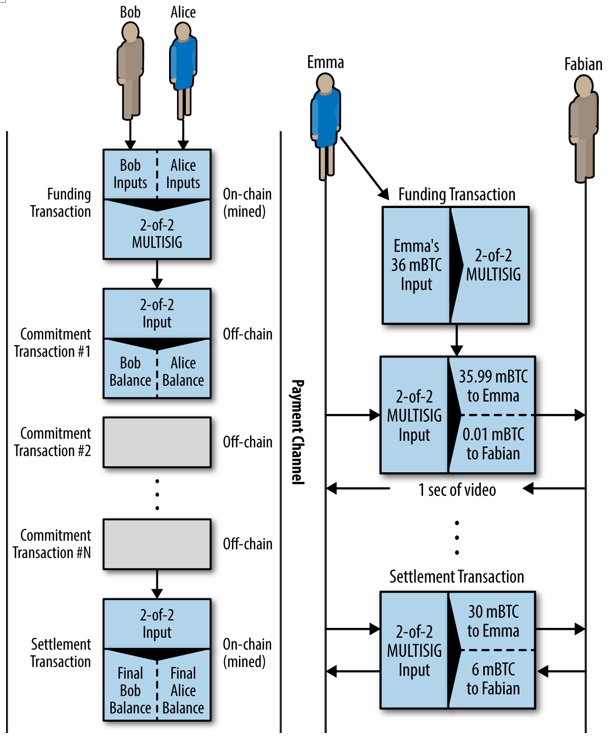 Bob
Alice
Bob
Inputs
Alice
Inputs
Funding
Transaction
On-chain
(mined)
2-of-2
MULTISIG
2-of-2
Input
Commitment
Transaction #1
Off-chain
Bob
Balance
Alice
Balance
Commitment
Transaction #2
Off-chain
Commitment
Transaction #N
Off-chain
2-of-2
Input
Settlement
Transaction
On-chain
(mined)
Final
Bob
Balance
Final
Alice
Balance
Payment Channel
Emma
Fabian
Funding Transaction
Emma's
36 mBTC
Input
2-of-2
MULTISIG
2-of-2
MULTISIG
Input
35.99 mBTC
to Emma
0.01 mBTC
to Fabian
1 sec of video
Settlement Transaction
2-of-2
MULTISIG
Input
30 mBTC
to Emma
6 mBTC
to Fabian